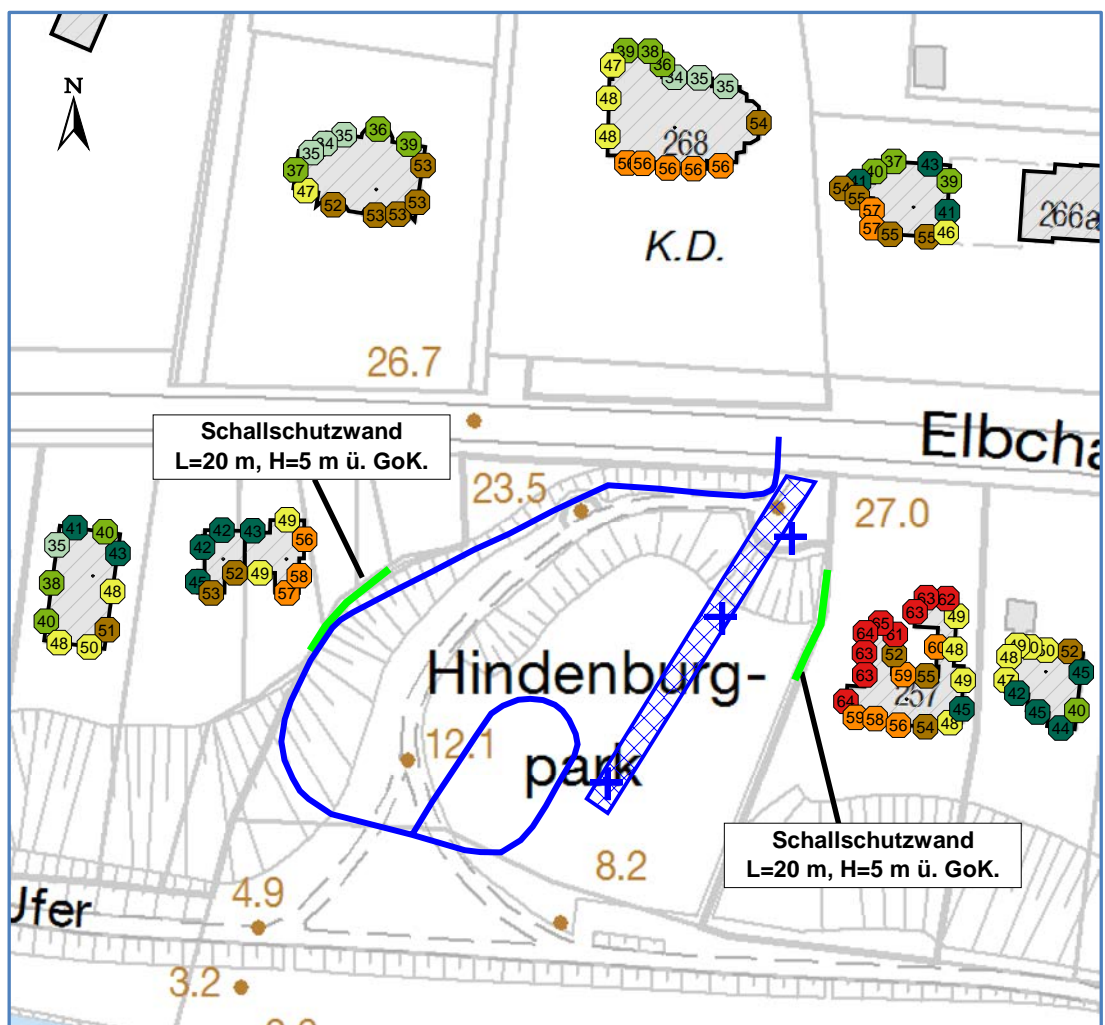 N
39 38
47 36
34 35 35
48
48
54
268
56 56 56 56
35 36
34
35 39
37 53
47
52 53 53 53
37 43
40 39
41
54
55
57 41
57
55 55 46
266a
K.D.
26.7
Elbcha
Schallschutzwand
L=20 m, H=5 m ü. GoK.
23.5
27.0
41 40
35 43
38 48
40 51
48 50
42 43 49
42 56
45 52 49 58
53 57
63 62
63 49
65
64 61
63 52 60 48
63 59 55 49
64 257 45
59 58 56 54 48
49 50 52
48 45
47
42 40
45
44
Hindenburg-
park
12.1
Schallschutzwand
L=20 m, H=5 m ü. GoK.
8.2
4.9
Ufer
3.2